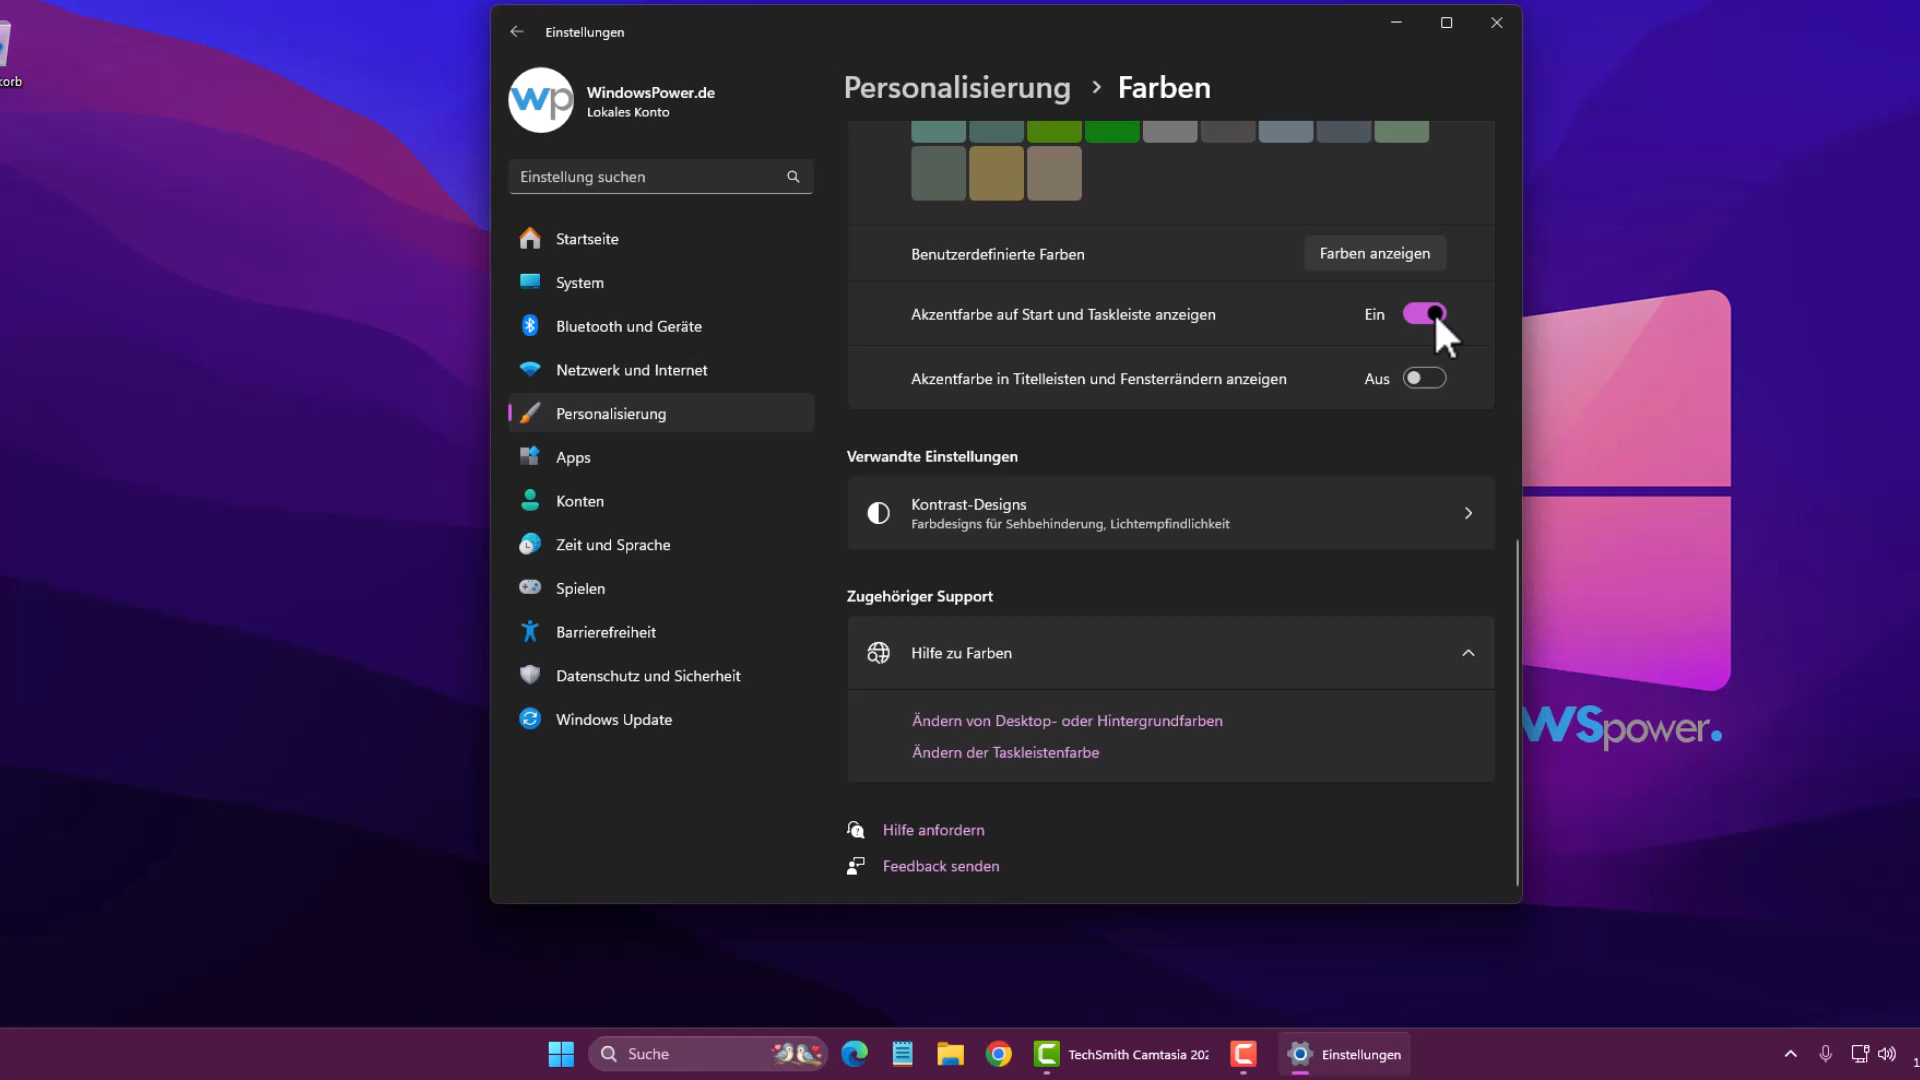 korb
Einstellungen
wp
WindowsPower.de
Lokales Konto
Einstellung suchen
Startseite
System
Bluetooth und Geräte
Netzwerk und Internet
Personalisierung
Apps
Konten
Zeit und Sprache
Spielen
Barrierefreiheit
Datenschutz und Sicherheit
Windows Update
Personalisierung › Farben
Benutzerdefinierte Farben
Farben anzeigen
Akzentfarbe auf Start und Taskleiste anzeigen
Ein
Akzentfarbe in Titelleisten und Fensterrändern anzeigen
Aus
Verwandte Einstellungen
Kontrast-Designs
Farbdesigns für Sehbehinderung, Lichtempfindlichkeit
Zugehöriger Support
Hilfe zu Farben
Ändern von Desktop- oder Hintergrundfarben
Ändern der Taskleistenfarbe
Hilfe anfordern
Feedback senden
WSpower.
Suche
TechSmith Camtasia 202
Einstellungen